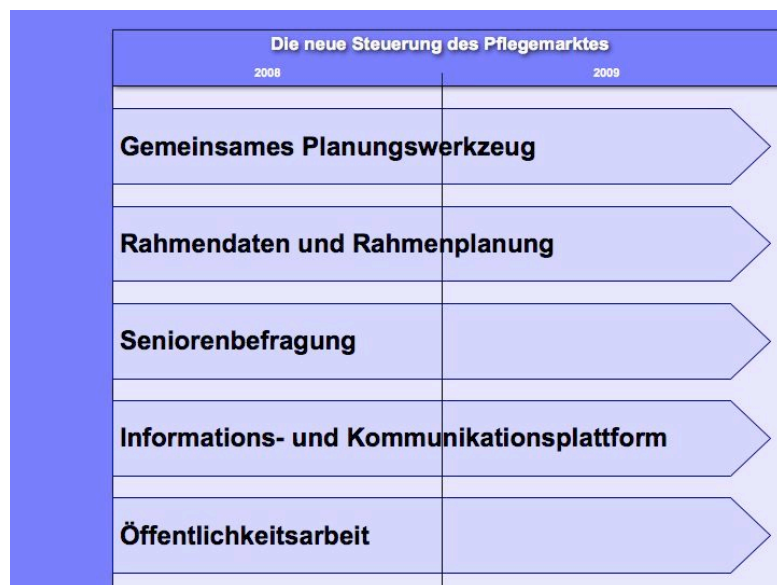 Die neue Steuerung des Pflegemarktes
2008 2009
Gemeinsames Planungswerkzeug
Rahmendaten und Rahmenplanung
Seniorenbefragung
Informations- und Kommunikationsplattform
Öffentlichkeitsarbeit